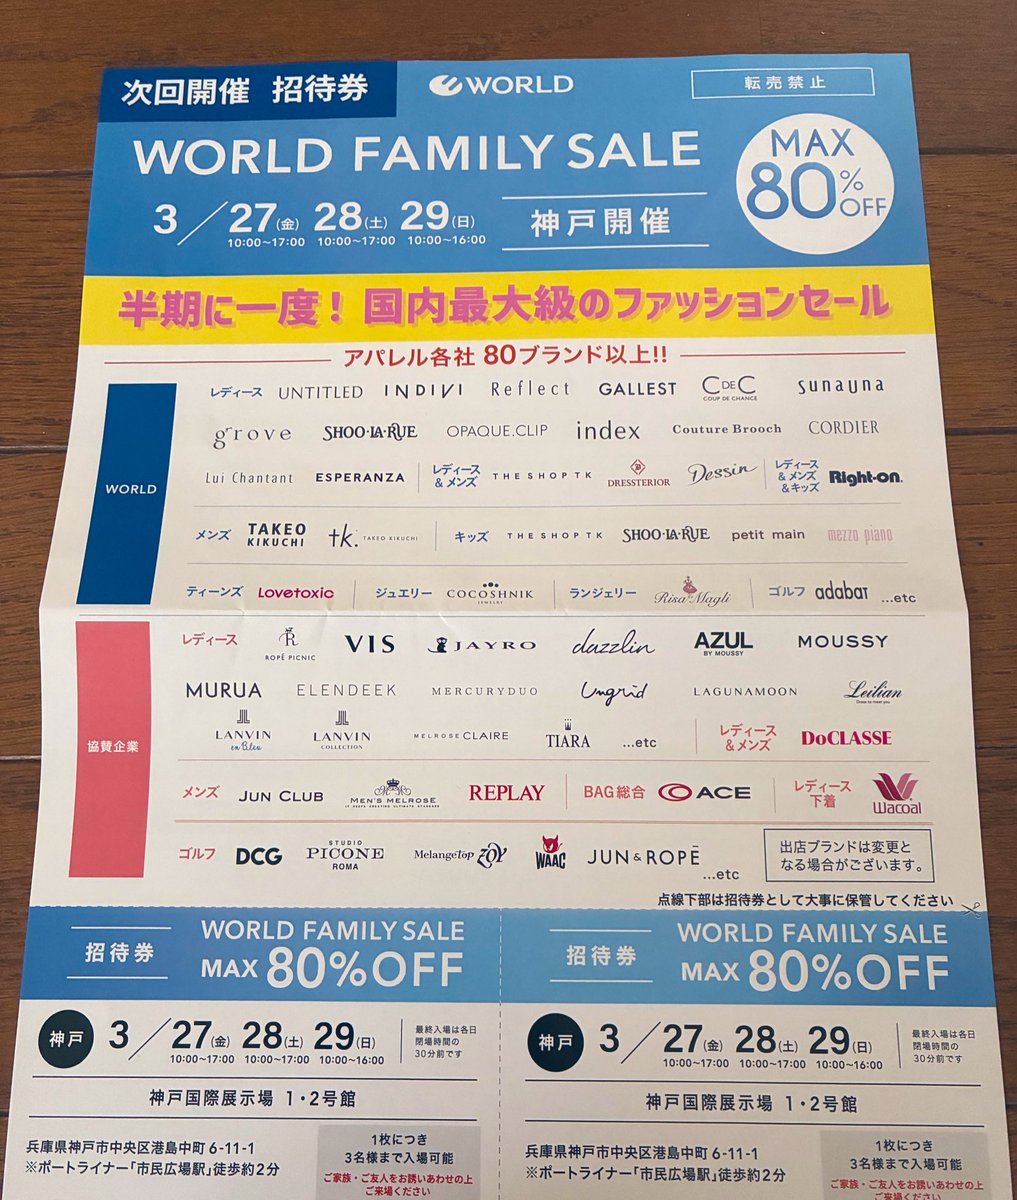 次回開催 招待券
WORLD
転売禁止
WORLD FAMILY SALE
MAX 80%OFF
3/27(金) 28(土) 29(日)
10:00~17:00 10:00~17:00 10:00~16:00
神戸開催
半期に一度！国内最大級のファッションセール
アパレル各社 80ブランド以上!!
WORLD
レディース UNTITLED INDIVI Reflect GALLEST C DE C COUP DE CHANCE sunauna
grove SHOO·LA·RUE OPAQUE.CLIP index Couture Brooch CORDIER
Lui Chantant ESPERANZA レディース&メンズ THE SHOP TK DRESSTERIOR Dessin レディース&メンズ&キッズ Right-on.
メンズ TAKEO KIKUCHI tk. TAKEO KIKUCHI キッズ THE SHOP TK SHOO·LA·RUE petit main mezzo piano
ティーンズ Lovetoxic ジュエリー COCOSHNIK JEWELRY ランジェリー Risa Magli ゴルフ adabat ...etc
協賛企業
レディース R ROPÉ PICNIC VIS JAYRO dazzlin AZUL BY MOUSSY MOUSSY
MURUA ELENDEEK MERCURYDUO Ungrid LAGUNAMOON Leilian Dress to meet you
LANVIN en Bleu LANVIN COLLECTION MELROSE CLAIRE TIARA ...etc レディース&メンズ DoCLASSE
メンズ JUN CLUB MEN'S MELROSE IT KEEPS CREATING ULTIMATE STANDARD REPLAY BAG総合 ACE レディース下着 Wacoal
ゴルフ DCG STUDIO PICONE ROMA MelangeTop ZOY WAAC JUN & ROPÉ ...etc
出店ブランドは変更と
なる場合がございます。
点線下部は招待券として大事に保管してください
招待券
WORLD FAMILY SALE
MAX 80%OFF
神戸 3/27(金) 28(土) 29(日)
10:00~17:00 10:00~17:00 10:00~16:00
最終入場は各日
閉場時間の
30分前です
神戸国際展示場 1・2号館
兵庫県神戸市中央区港島中町 6-11-1
※ポートライナー「市民広場駅」徒歩約2分
1枚につき
3名様まで入場可能
ご家族・ご友人をお誘いあわせの上
ご来場ください
招待券
WORLD FAMILY SALE
MAX 80%OFF
神戸 3/27(金) 28(土) 29(日)
10:00~17:00 10:00~17:00 10:00~16:00
最終入場は各日
閉場時間の
30分前です
神戸国際展示場 1・2号館
兵庫県神戸市中央区港島中町 6-11-1
※ポートライナー「市民広場駅」徒歩約2分
1枚につき
3名様まで入場可能
ご家族・ご友人をお誘いあわせの上
ご来場ください